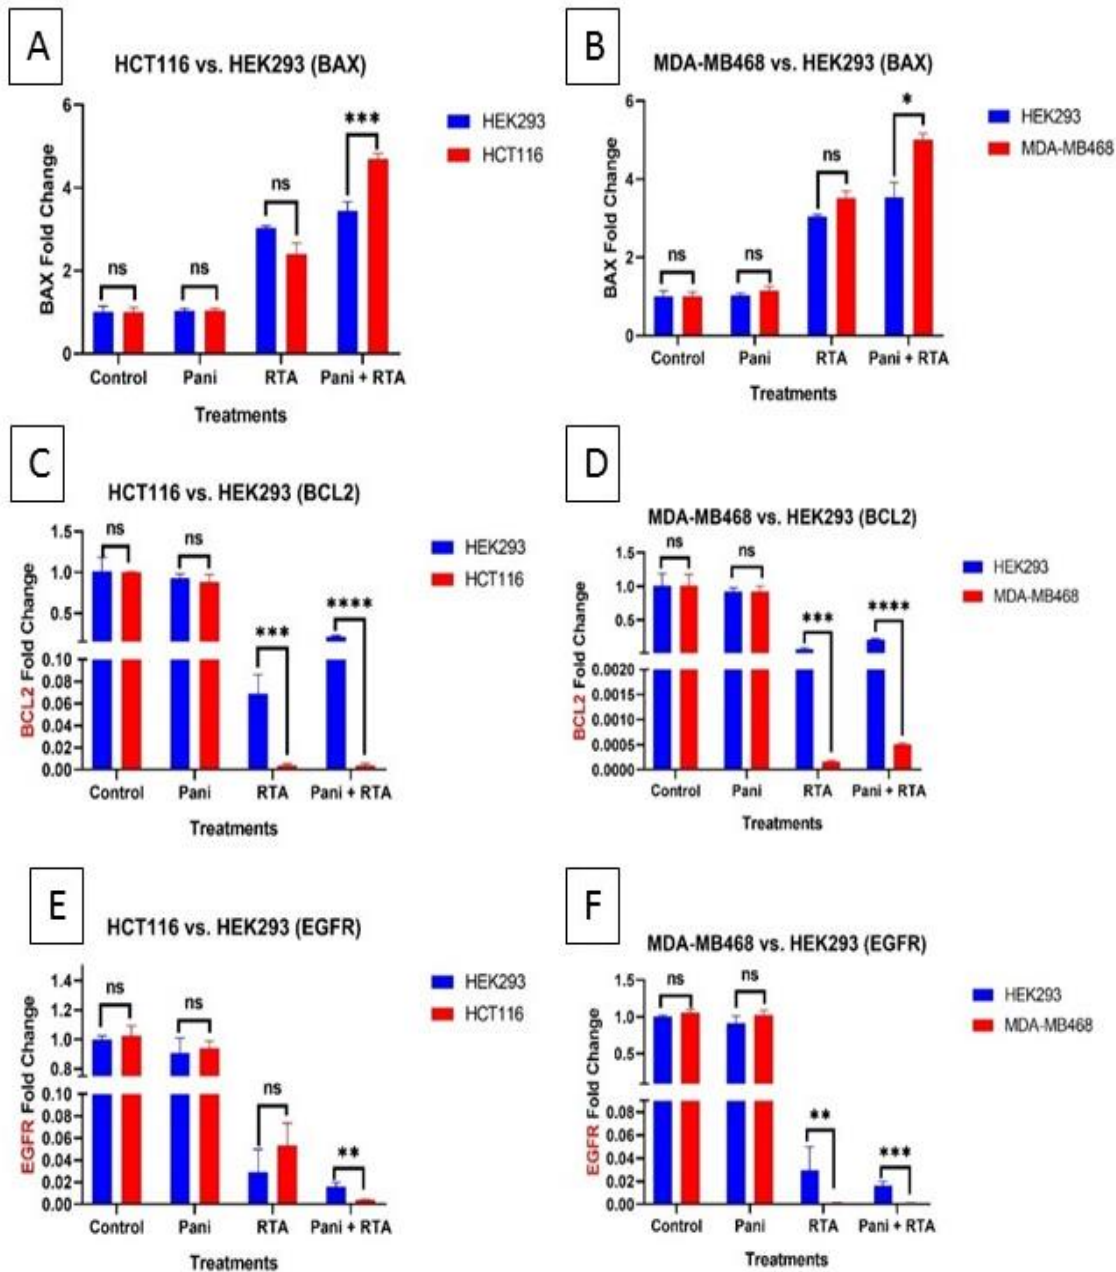 A
HCT116 vs. HEK293 (BAX)
BAX Fold Change
6
4
2
0
ns
ns
ns
***
HEK293
HCT116
Control Pani RTA Pani + RTA
Treatments
B
MDA-MB468 vs. HEK293 (BAX)
BAX Fold Change
6
4
2
0
ns
ns
ns
*
HEK293
MDA-MB468
Control Pani RTA Pani + RTA
Treatments
C
HCT116 vs. HEK293 (BCL2)
BCL2 Fold Change
1.5
1.0
0.5
0.10
0.08
0.06
0.04
0.02
0.00
ns
ns
***
****
HEK293
HCT116
Control Pani RTA Pani + RTA
Treatments
D
MDA-MB468 vs. HEK293 (BCL2)
BCL2 Fold Change
1.5
1.0
0.5
0.0020
0.0015
0.0010
0.0005
0.0000
ns
ns
***
****
HEK293
MDA-MB468
Control Pani RTA Pani + RTA
Treatments
E
HCT116 vs. HEK293 (EGFR)
EGFR Fold Change
1.4
1.2
1.0
0.8
0.10
0.08
0.06
0.04
0.02
0.00
ns
ns
ns
**
HEK293
HCT116
Control Pani RTA Pani + RTA
Treatments
F
MDA-MB468 vs. HEK293 (EGFR)
EGFR Fold Change
1.5
1.0
0.5
0.08
0.06
0.04
0.02
0.00
ns
ns
**
***
HEK293
MDA-MB468
Control Pani RTA Pani + RTA
Treatments